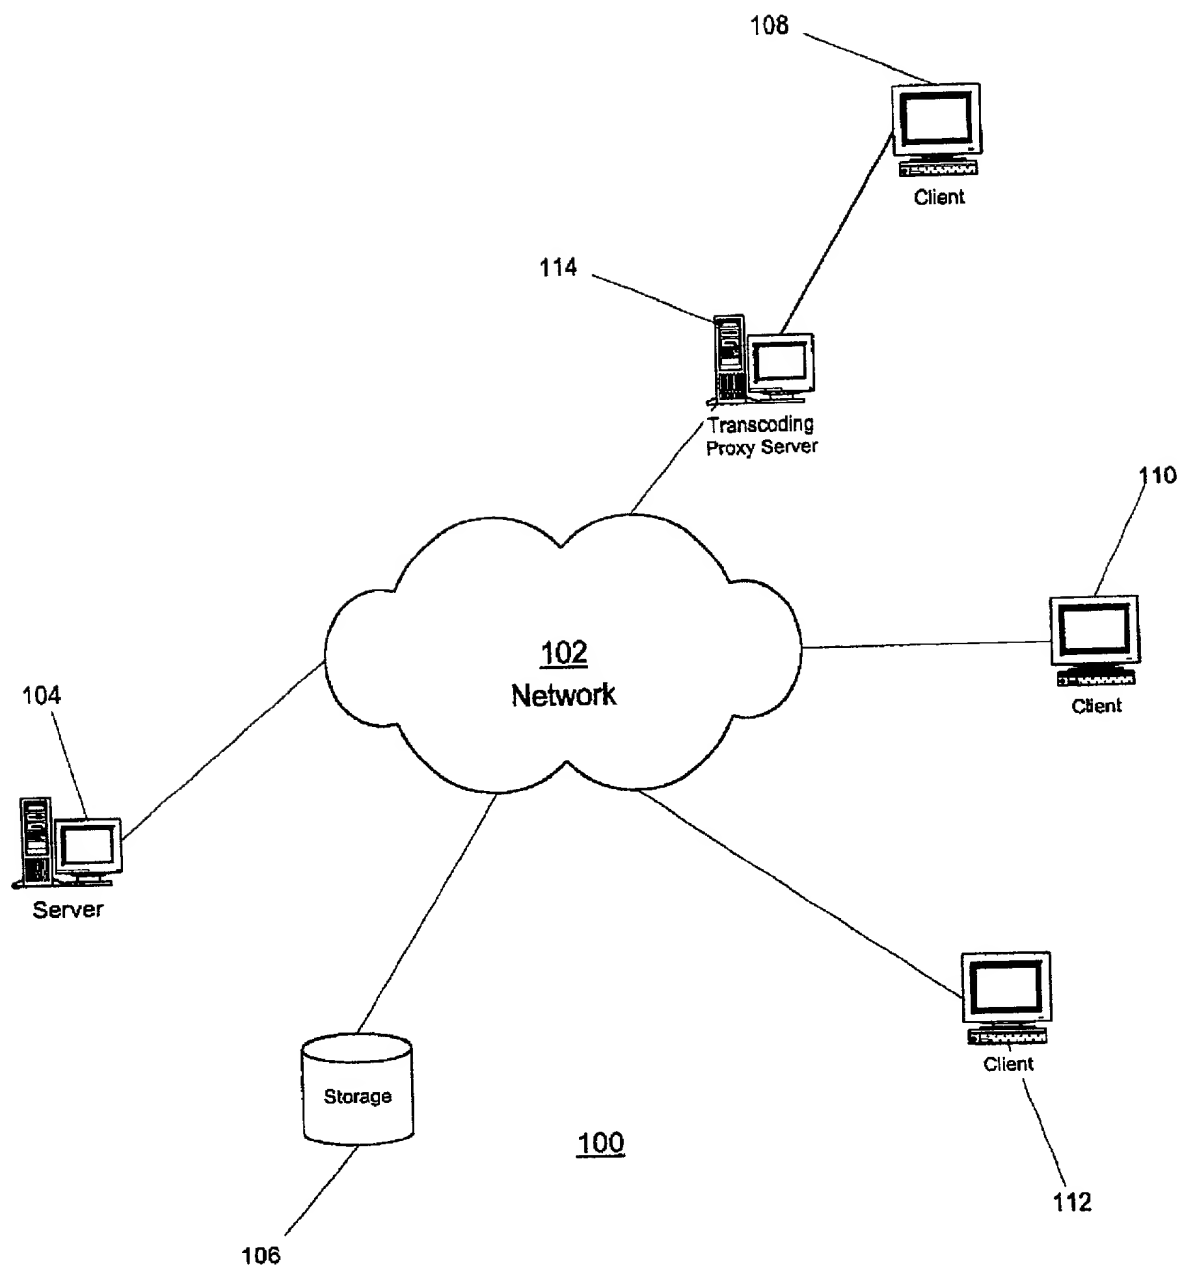 108
Client
114
Transcoding
Proxy Server
110
Client
102
Network
104
Server
Client
Storage
100
112
106